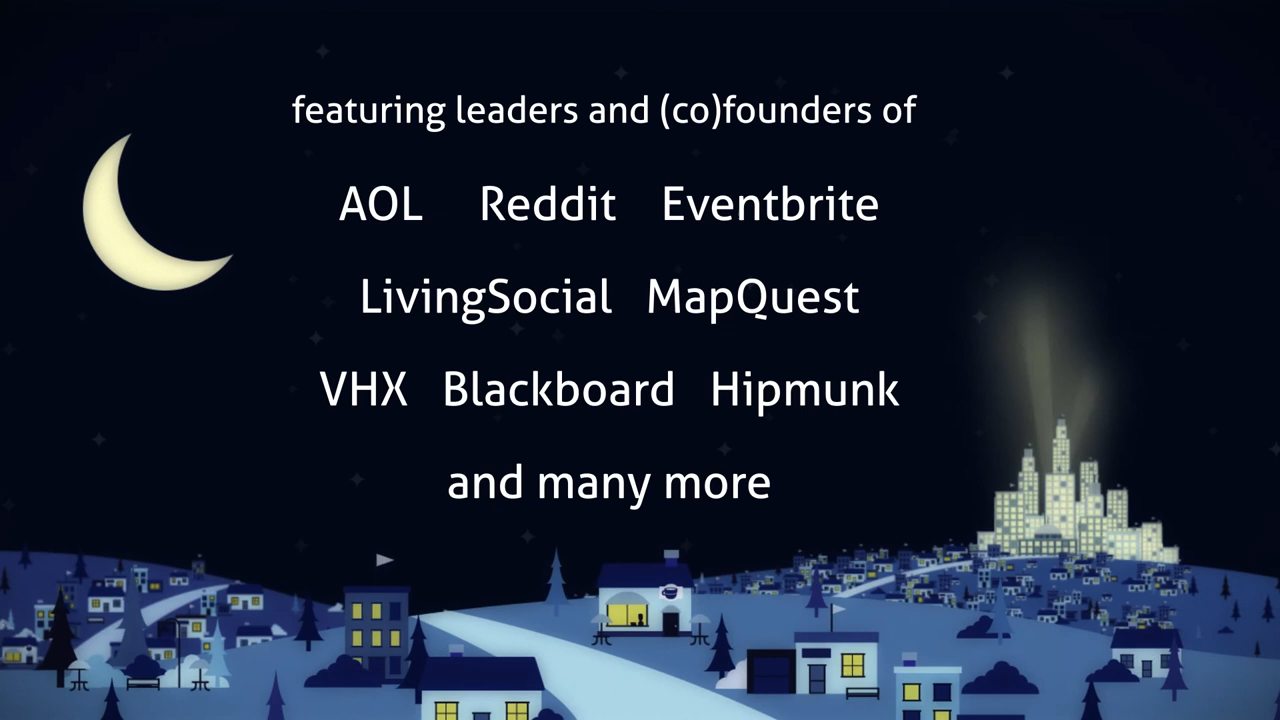 featuring leaders and (co)founders of
AOL Reddit Eventbrite
LivingSocial MapQuest
VHX Blackboard Hipmunk
and many more